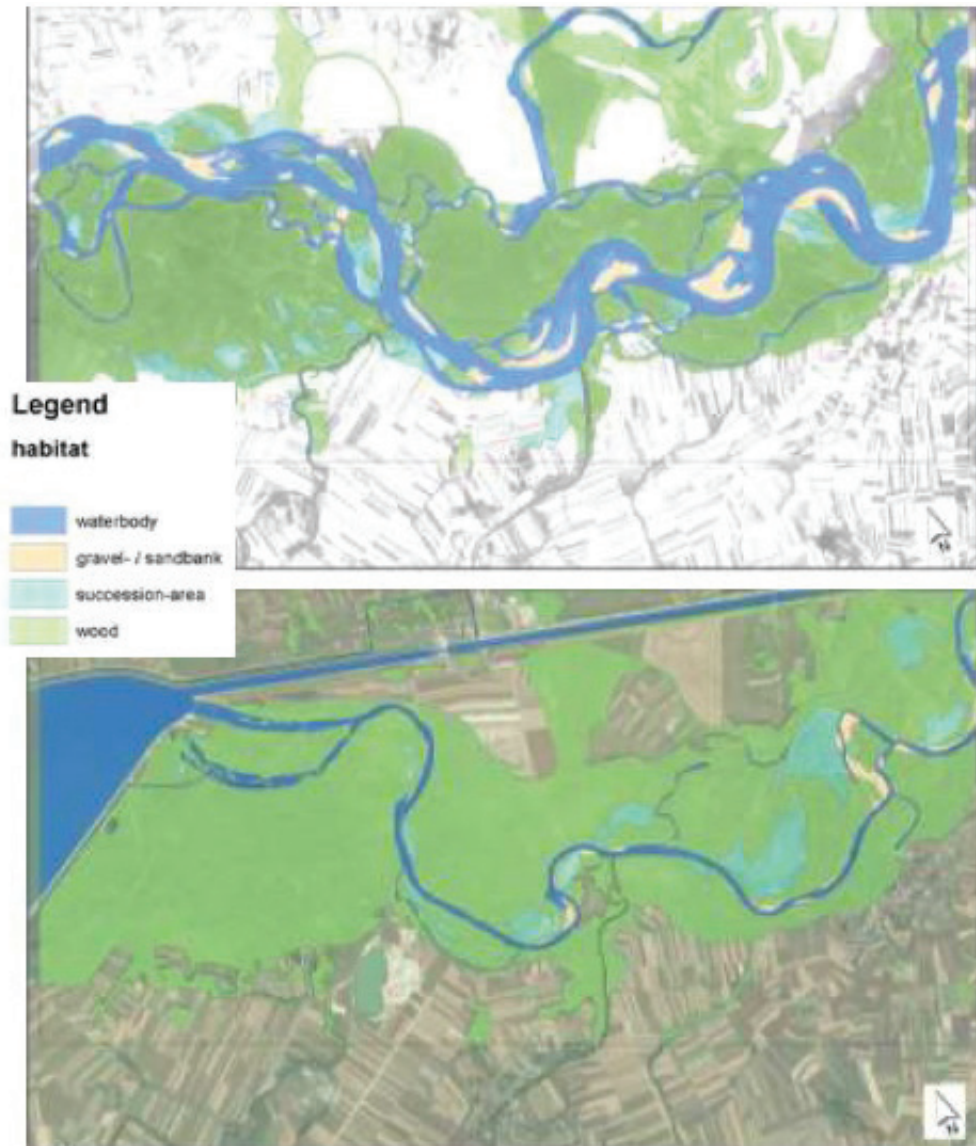 Legend
habitat
waterbody
gravel- / sandbank
succession-area
wood